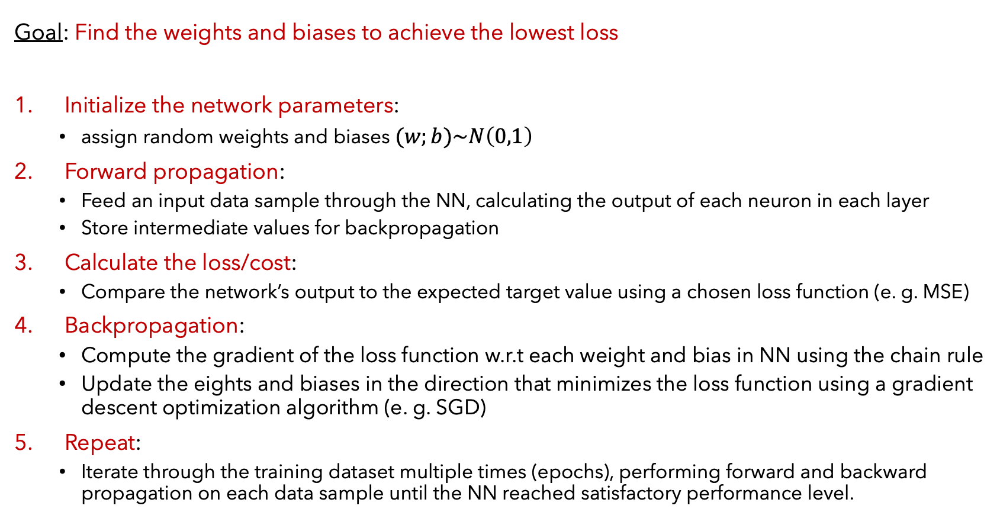 Goal: Find the weights and biases to achieve the lowest loss
1. Initialize the network parameters:
• assign random weights and biases (w; b)~N(0,1)
2. Forward propagation:
• Feed an input data sample through the NN, calculating the output of each neuron in each layer
• Store intermediate values for backpropagation
3. Calculate the loss/cost:
• Compare the network’s output to the expected target value using a chosen loss function (e. g. MSE)
4. Backpropagation:
• Compute the gradient of the loss function w.r.t each weight and bias in NN using the chain rule
• Update the eights and biases in the direction that minimizes the loss function using a gradient
descent optimization algorithm (e. g. SGD)
5. Repeat:
• Iterate through the training dataset multiple times (epochs), performing forward and backward
propagation on each data sample until the NN reached satisfactory performance level.